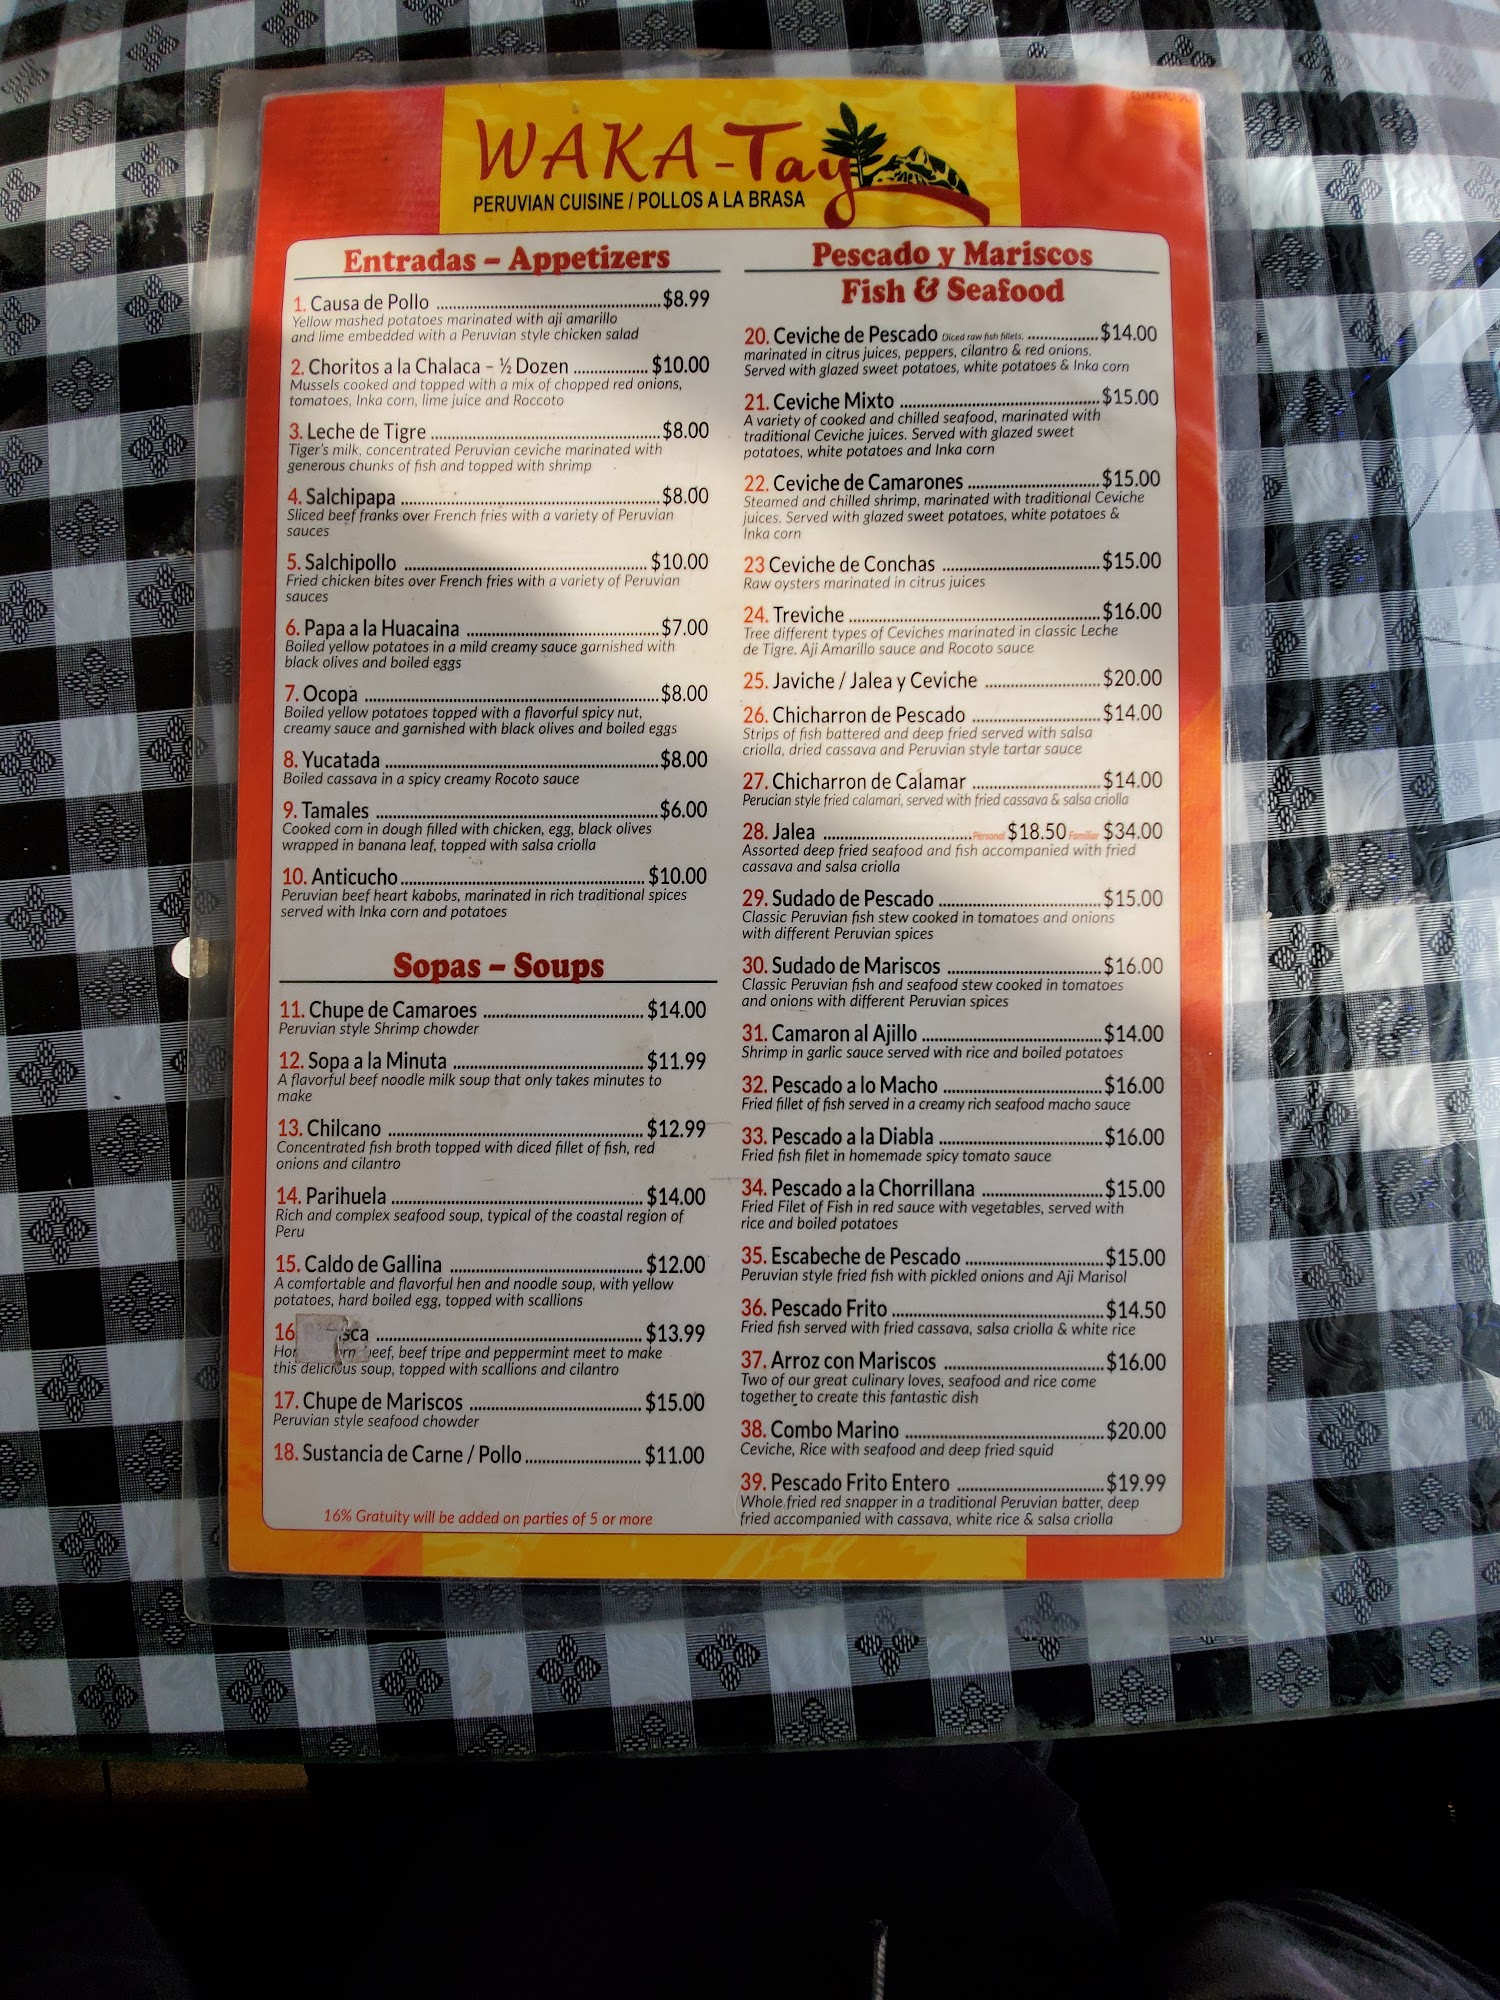 WAKA-Tay
PERUVIAN CUISINE / POLLOS A LA BRASA
Entradas – Appetizers
1. Causa de Pollo ........ $8.99
Yellow mashed potatoes marinated with aji amarillo
and lime embedded with a Peruvian style chicken salad
2. Choritos a la Chalaca – ½ Dozen ........ $10.00
Mussels cooked and topped with a mix of chopped red onions,
tomatoes, Inka corn, lime juice and Roccoto
3. Leche de Tigre ........ $8.00
Tiger's milk, concentrated Peruvian ceviche marinated with
generous chunks of fish and topped with shrimp
4. Salchipapa ........ $8.00
Sliced beef franks over French fries with a variety of Peruvian
sauces
5. Salchipollo ........ $10.00
Fried chicken bites over French fries with a variety of Peruvian
sauces
6. Papa a la Huacaina ........ $7.00
Boiled yellow potatoes in a mild creamy sauce garnished with
black olives and boiled eggs
7. Ocopa ........ $8.00
Boiled yellow potatoes topped with a flavorful spicy nut,
creamy sauce and garnished with black olives and boiled eggs
8. Yucatada ........ $8.00
Boiled cassava in a spicy creamy Rocoto sauce
9. Tamales ........ $6.00
Cooked corn in dough filled with chicken, egg, black olives
wrapped in banana leaf, topped with salsa criolla
10. Anticucho ........ $10.00
Peruvian beef heart kabobs, marinated in rich traditional spices
served with Inka corn and potatoes
Sopas – Soups
11. Chupe de Camaroes ........ $14.00
Peruvian style Shrimp chowder
12. Sopa a la Minuta ........ $11.99
A flavorful beef noodle milk soup that only takes minutes to
make
13. Chilcano ........ $12.99
Concentrated fish broth topped with diced fillet of fish, red
onions and cilantro
14. Parihuela ........ $14.00
Rich and complex seafood soup, typical of the coastal region of
Peru
15. Caldo de Gallina ........ $12.00
A comfortable and flavorful hen and noodle soup, with yellow
potatoes, hard boiled egg, topped with scallions
16 ........ $13.99
beef, beef tripe and peppermint meet to make
this delicious soup, topped with scallions and cilantro
17. Chupe de Mariscos ........ $15.00
Peruvian style seafood chowder
18. Sustancia de Carne / Pollo ........ $11.00
16% Gratuity will be added on parties of 5 or more
Pescado y Mariscos
Fish & Seafood
20. Ceviche de Pescado Diced raw fish fillets, ........ $14.00
marinated in citrus juices, peppers, cilantro & red onions.
Served with glazed sweet potatoes, white potatoes & Inka corn
21. Ceviche Mixto ........ $15.00
A variety of cooked and chilled seafood, marinated with
traditional Ceviche juices. Served with glazed sweet
potatoes, white potatoes and Inka corn
22. Ceviche de Camarones ........ $15.00
Steamed and chilled shrimp, marinated with traditional Ceviche
juices. Served with glazed sweet potatoes, white potatoes &
Inka corn
23 Ceviche de Conchas ........ $15.00
Raw oysters marinated in citrus juices
24. Treviche ........ $16.00
Tree different types of Ceviches marinated in classic Leche
de Tigre. Aji Amarillo sauce and Rocoto sauce
25. Javiche / Jalea y Ceviche ........ $20.00
26. Chicharron de Pescado ........ $14.00
Strips of fish battered and deep fried served with salsa
criolla, dried cassava and Peruvian style tartar sauce
27. Chicharron de Calamar ........ $14.00
Perucian style fried calamari, served with fried cassava & salsa criolla
28. Jalea ........ Personal $18.50 Familiar $34.00
Assorted deep fried seafood and fish accompanied with fried
cassava and salsa criolla
29. Sudado de Pescado ........ $15.00
Classic Peruvian fish stew cooked in tomatoes and onions
with different Peruvian spices
30. Sudado de Mariscos ........ $16.00
Classic Peruvian fish and seafood stew cooked in tomatoes
and onions with different Peruvian spices
31. Camaron al Ajillo ........ $14.00
Shrimp in garlic sauce served with rice and boiled potatoes
32. Pescado a lo Macho ........ $16.00
Fried fillet of fish served in a creamy rich seafood macho sauce
33. Pescado a la Diabla ........ $16.00
Fried fish filet in homemade spicy tomato sauce
34. Pescado a la Chorrillana ........ $15.00
Fried Filet of Fish in red sauce with vegetables, served with
rice and boiled potatoes
35. Escabeche de Pescado ........ $15.00
Peruvian style fried fish with pickled onions and Aji Marisol
36. Pescado Frito ........ $14.50
Fried fish served with fried cassava, salsa criolla & white rice
37. Arroz con Mariscos ........ $16.00
Two of our great culinary loves, seafood and rice come
together to create this fantastic dish
38. Combo Marino ........ $20.00
Ceviche, Rice with seafood and deep fried squid
39. Pescado Frito Entero ........ $19.99
Whole fried red snapper in a traditional Peruvian batter, deep
fried accompanied with cassava, white rice & salsa criolla